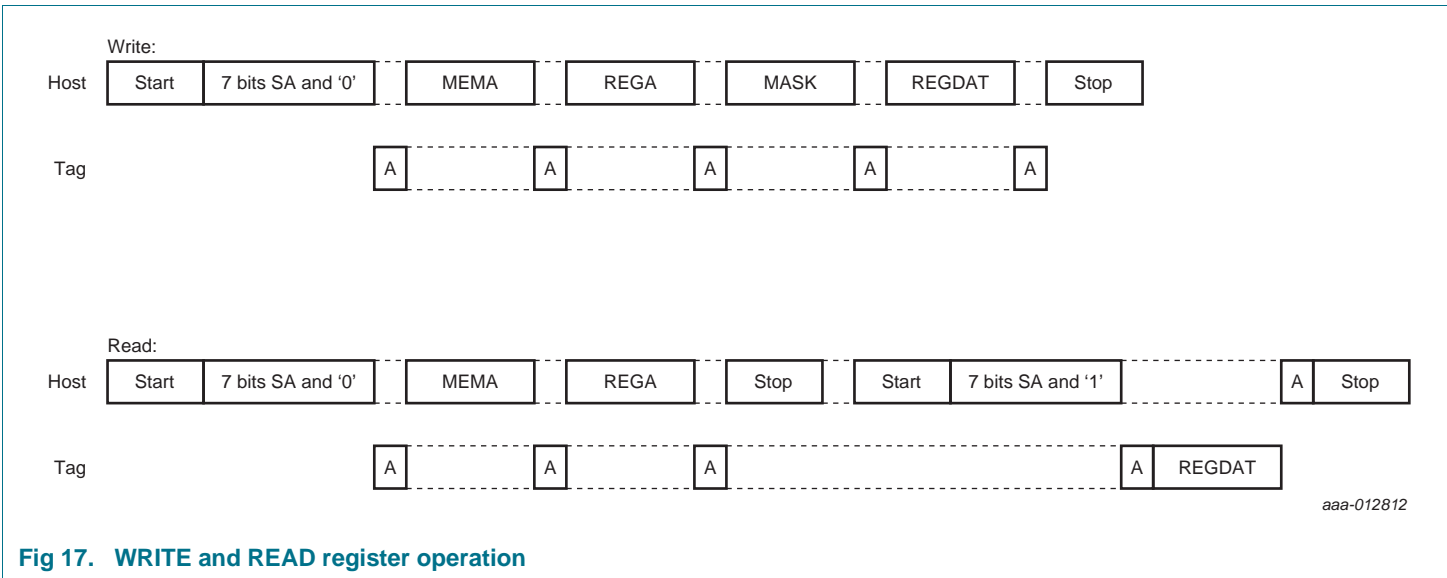 Write:
Host Start 7 bits SA and ‘0’ MEMA REGA MASK REGDAT Stop
Tag A A A A A
Read:
Host Start 7 bits SA and ‘0’ MEMA REGA Stop Start 7 bits SA and ‘1’ A Stop
Tag A A A A REGDAT
aaa-012812
Fig 17. WRITE and READ register operation